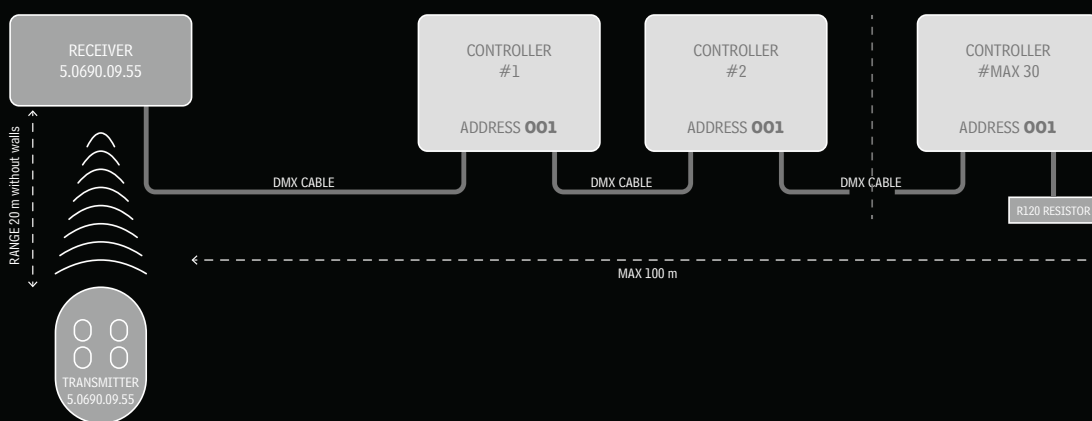 RECEIVER
5.0690.09.55
CONTROLLER
#1
ADDRESS 001
CONTROLLER
#2
ADDRESS 001
CONTROLLER
#MAX 30
ADDRESS 001
RANGE 20 m without walls
DMX CABLE
DMX CABLE
DMX CABLE
R120 RESISTOR
MAX 100 m
TRANSMITTER
5.0690.09.55